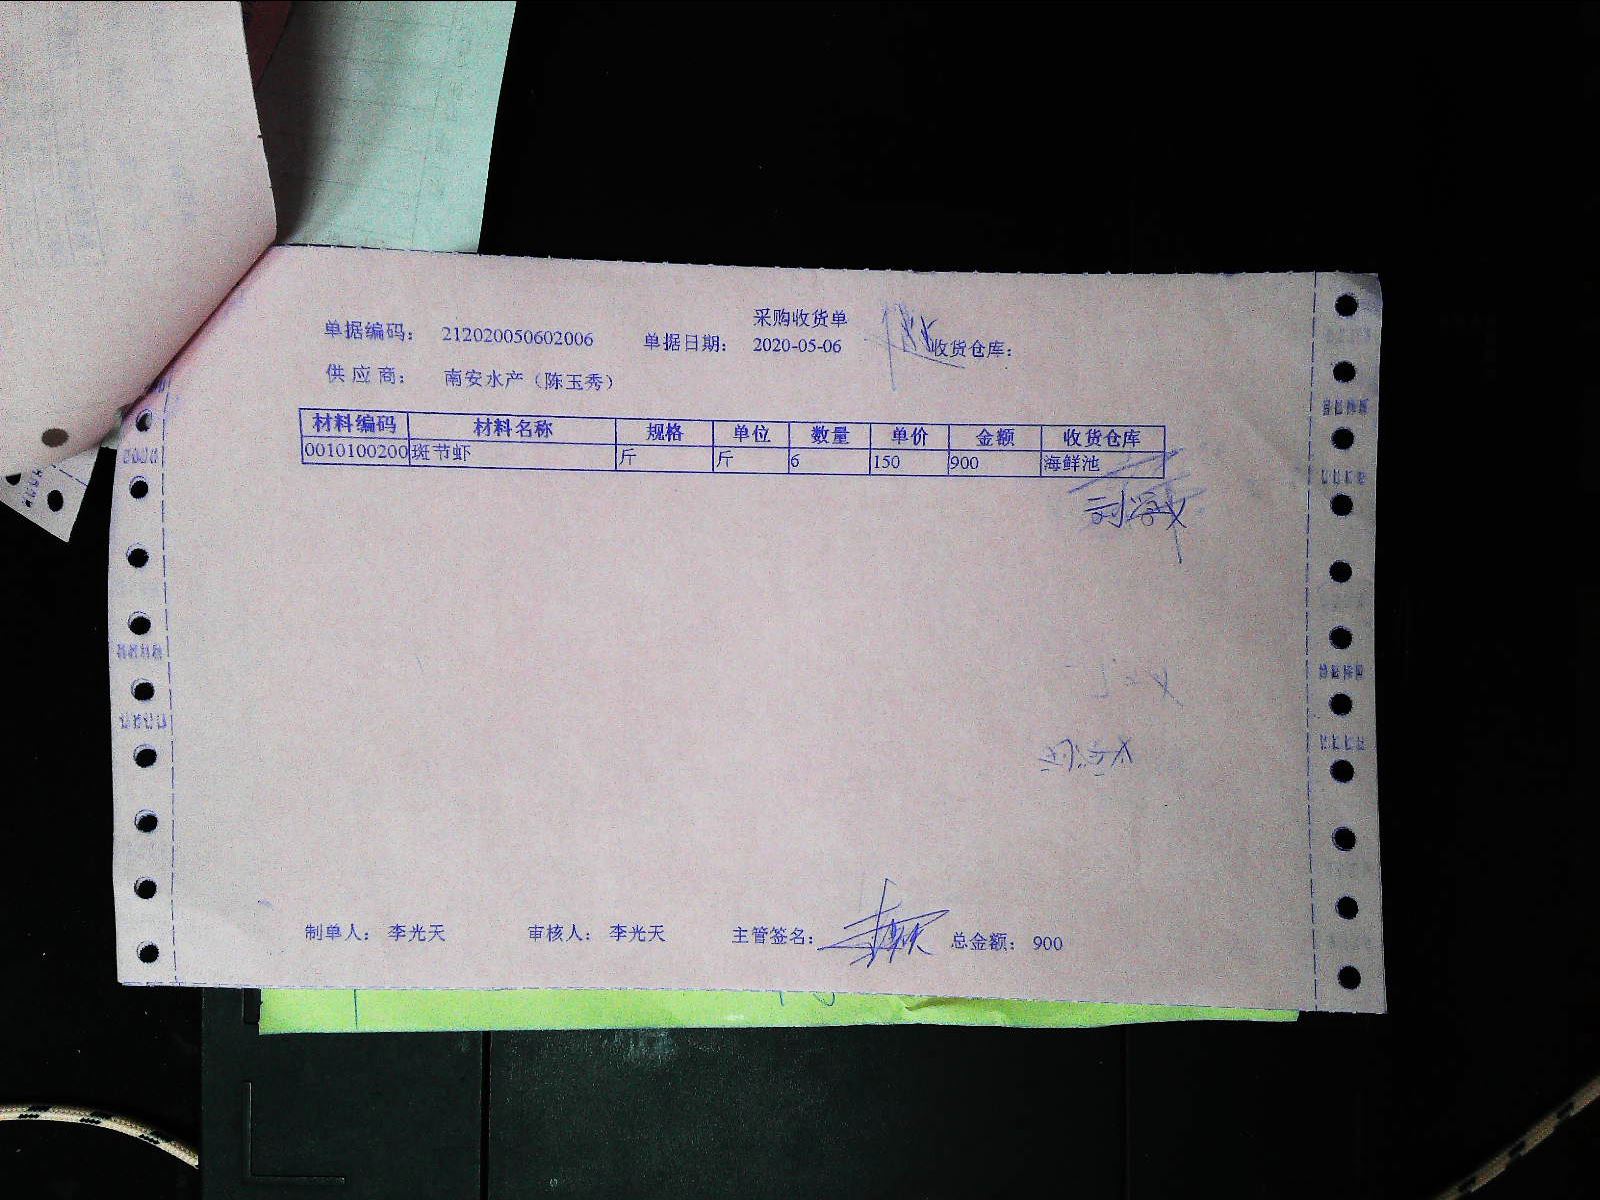 采购收货单
单据编码： 212020050602006 单据日期： 2020-05-06 收货仓库：
供应商： 南安水产（陈玉秀）
材料编码 材料名称 规格 单位 数量 单价 金额 收货仓库
0010100200 斑节虾 斤 斤 6 150 900 海鲜池
制单人： 李光天 审核人： 李光天 主管签名： 总金额： 900